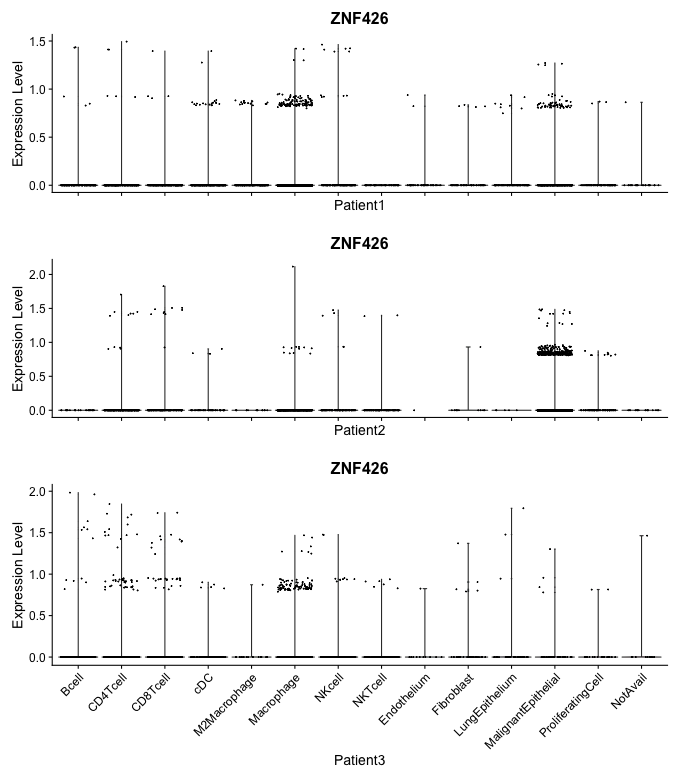 ZNF426
Expression Level
1.5
1.0
0.5
0.0
Patient1
ZNF426
Expression Level
2.0
1.5
1.0
0.5
0.0
Patient2
ZNF426
Expression Level
2.0
1.5
1.0
0.5
0.0
Bcell
CD4Tcell
CD8Tcell
cDC
M2Macrophage
Macrophage
NKcell
NKTcell
Endothelium
Fibroblast
LungEpithelium
MalignantEpithelial
ProliferatingCell
NotAvail
Patient3